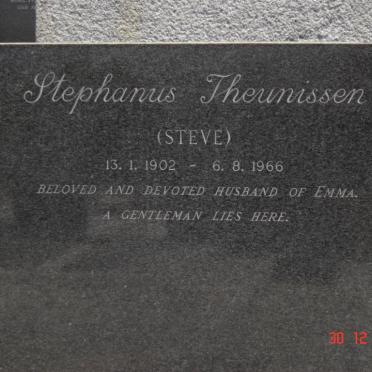 Stephanus Theunissen
(STEVE)
13. 1. 1902 – 6. 8. 1966
BELOVED AND DEVOTED HUSBAND OF EMMA.
A GENTLEMAN LIES HERE.
30 12